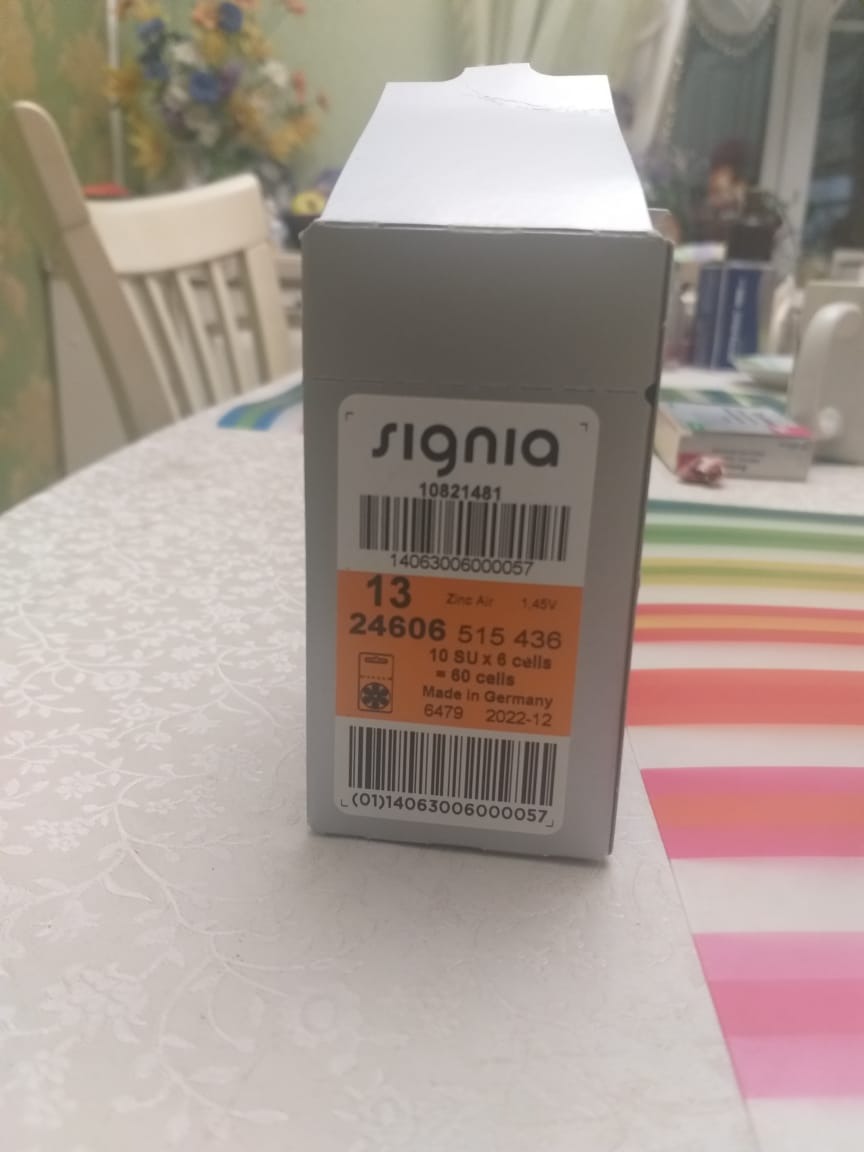 signia
10821481
14063006000057
13 Zinc Air 1,45V
24606 515 436
10 SU x 6 cells
= 60 cells
Made in Germany
6479 2022-12
(01)14063006000057